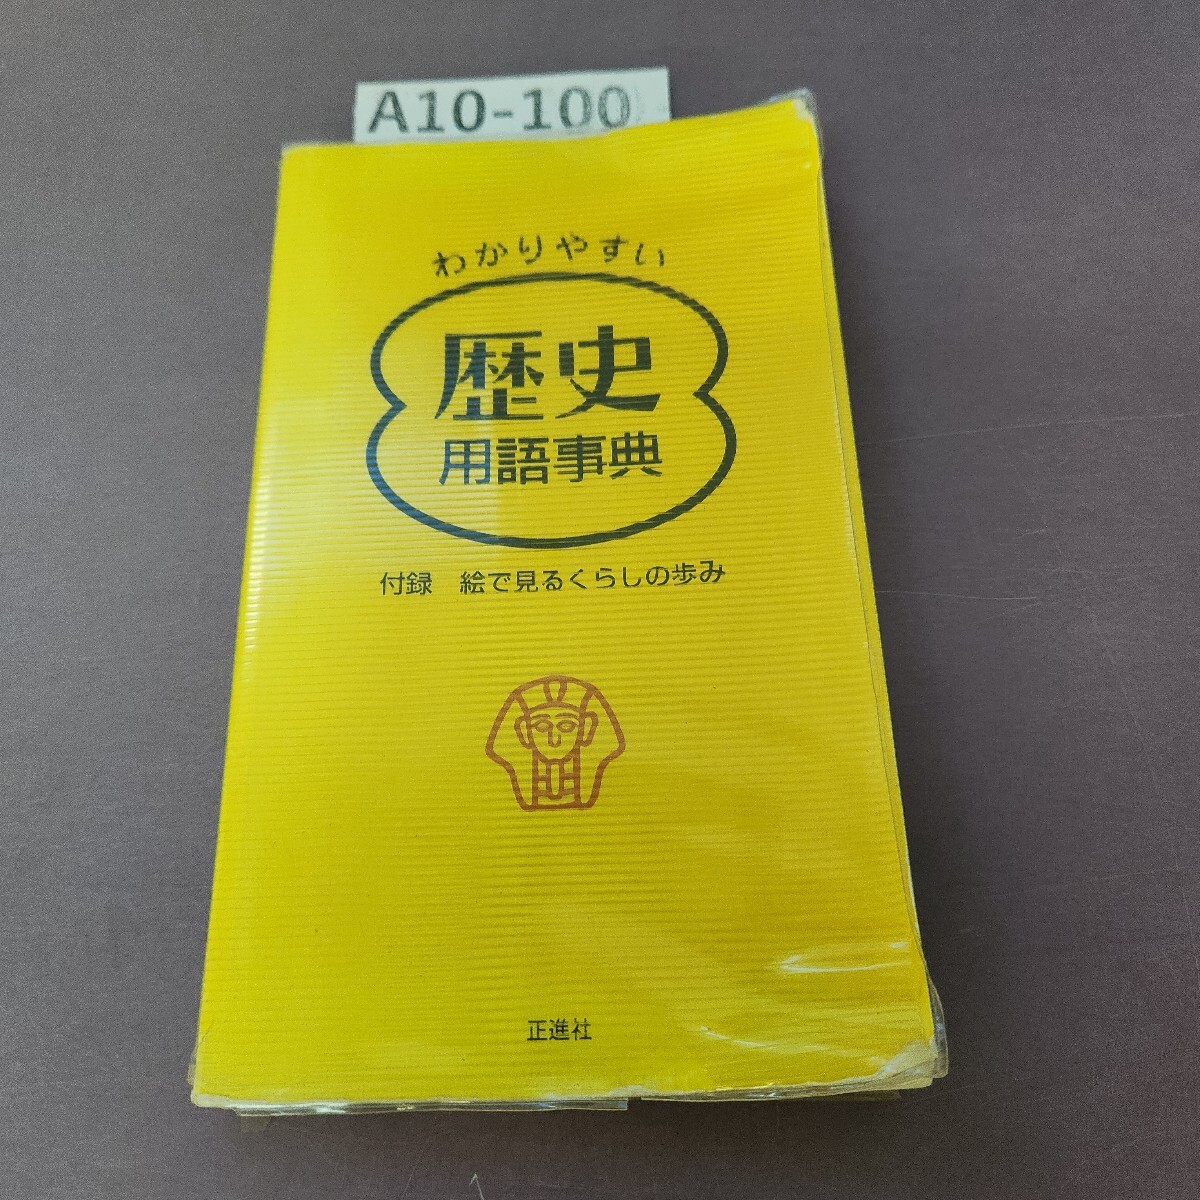 A10-100
わかりやすい
歴史
用語事典
付録 絵で見るくらしの歩み
正進社